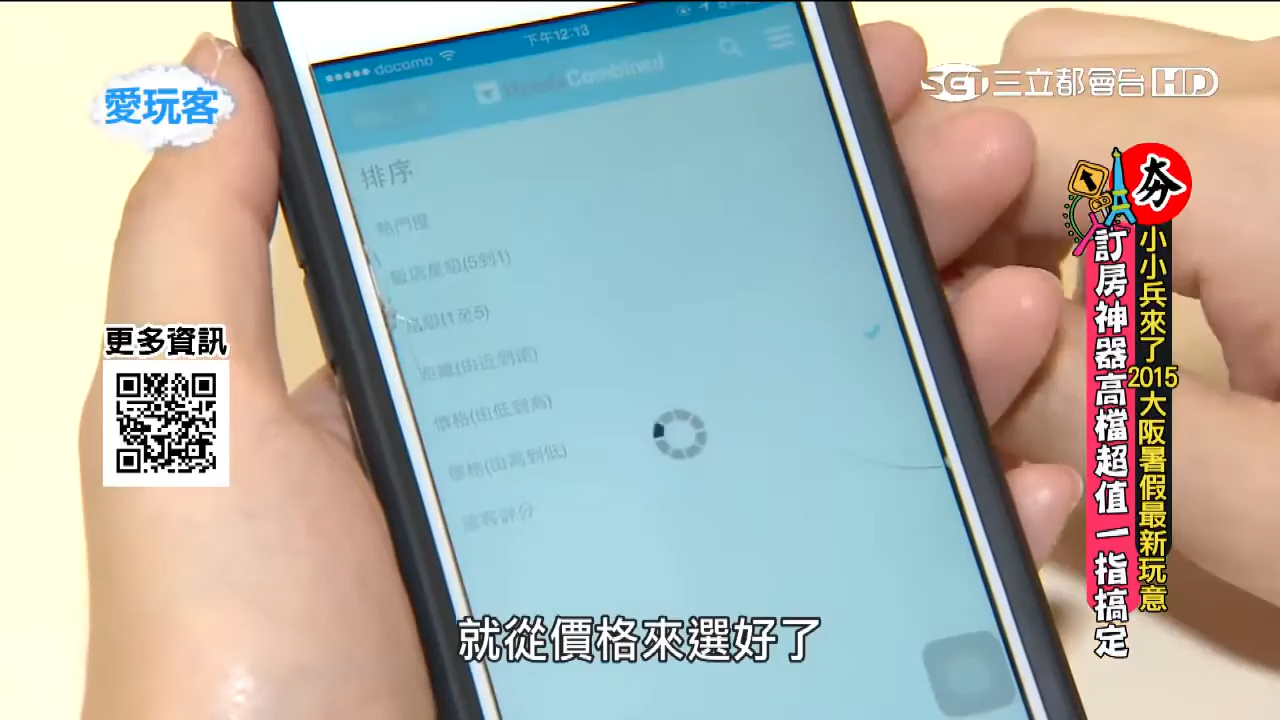 docomo
下午12:13
Combined
排序
熱門度
飯店星級(5到1)
星級(1至5)
距離(由近到遠)
價格(由低到高)
價格(由高到低)
旅客評分
愛玩客
SET三立都會台HD
夯
小小兵來了2015大阪暑假最新玩意
訂房神器高檔超值 一指搞定
更多資訊
就從價格來選好了